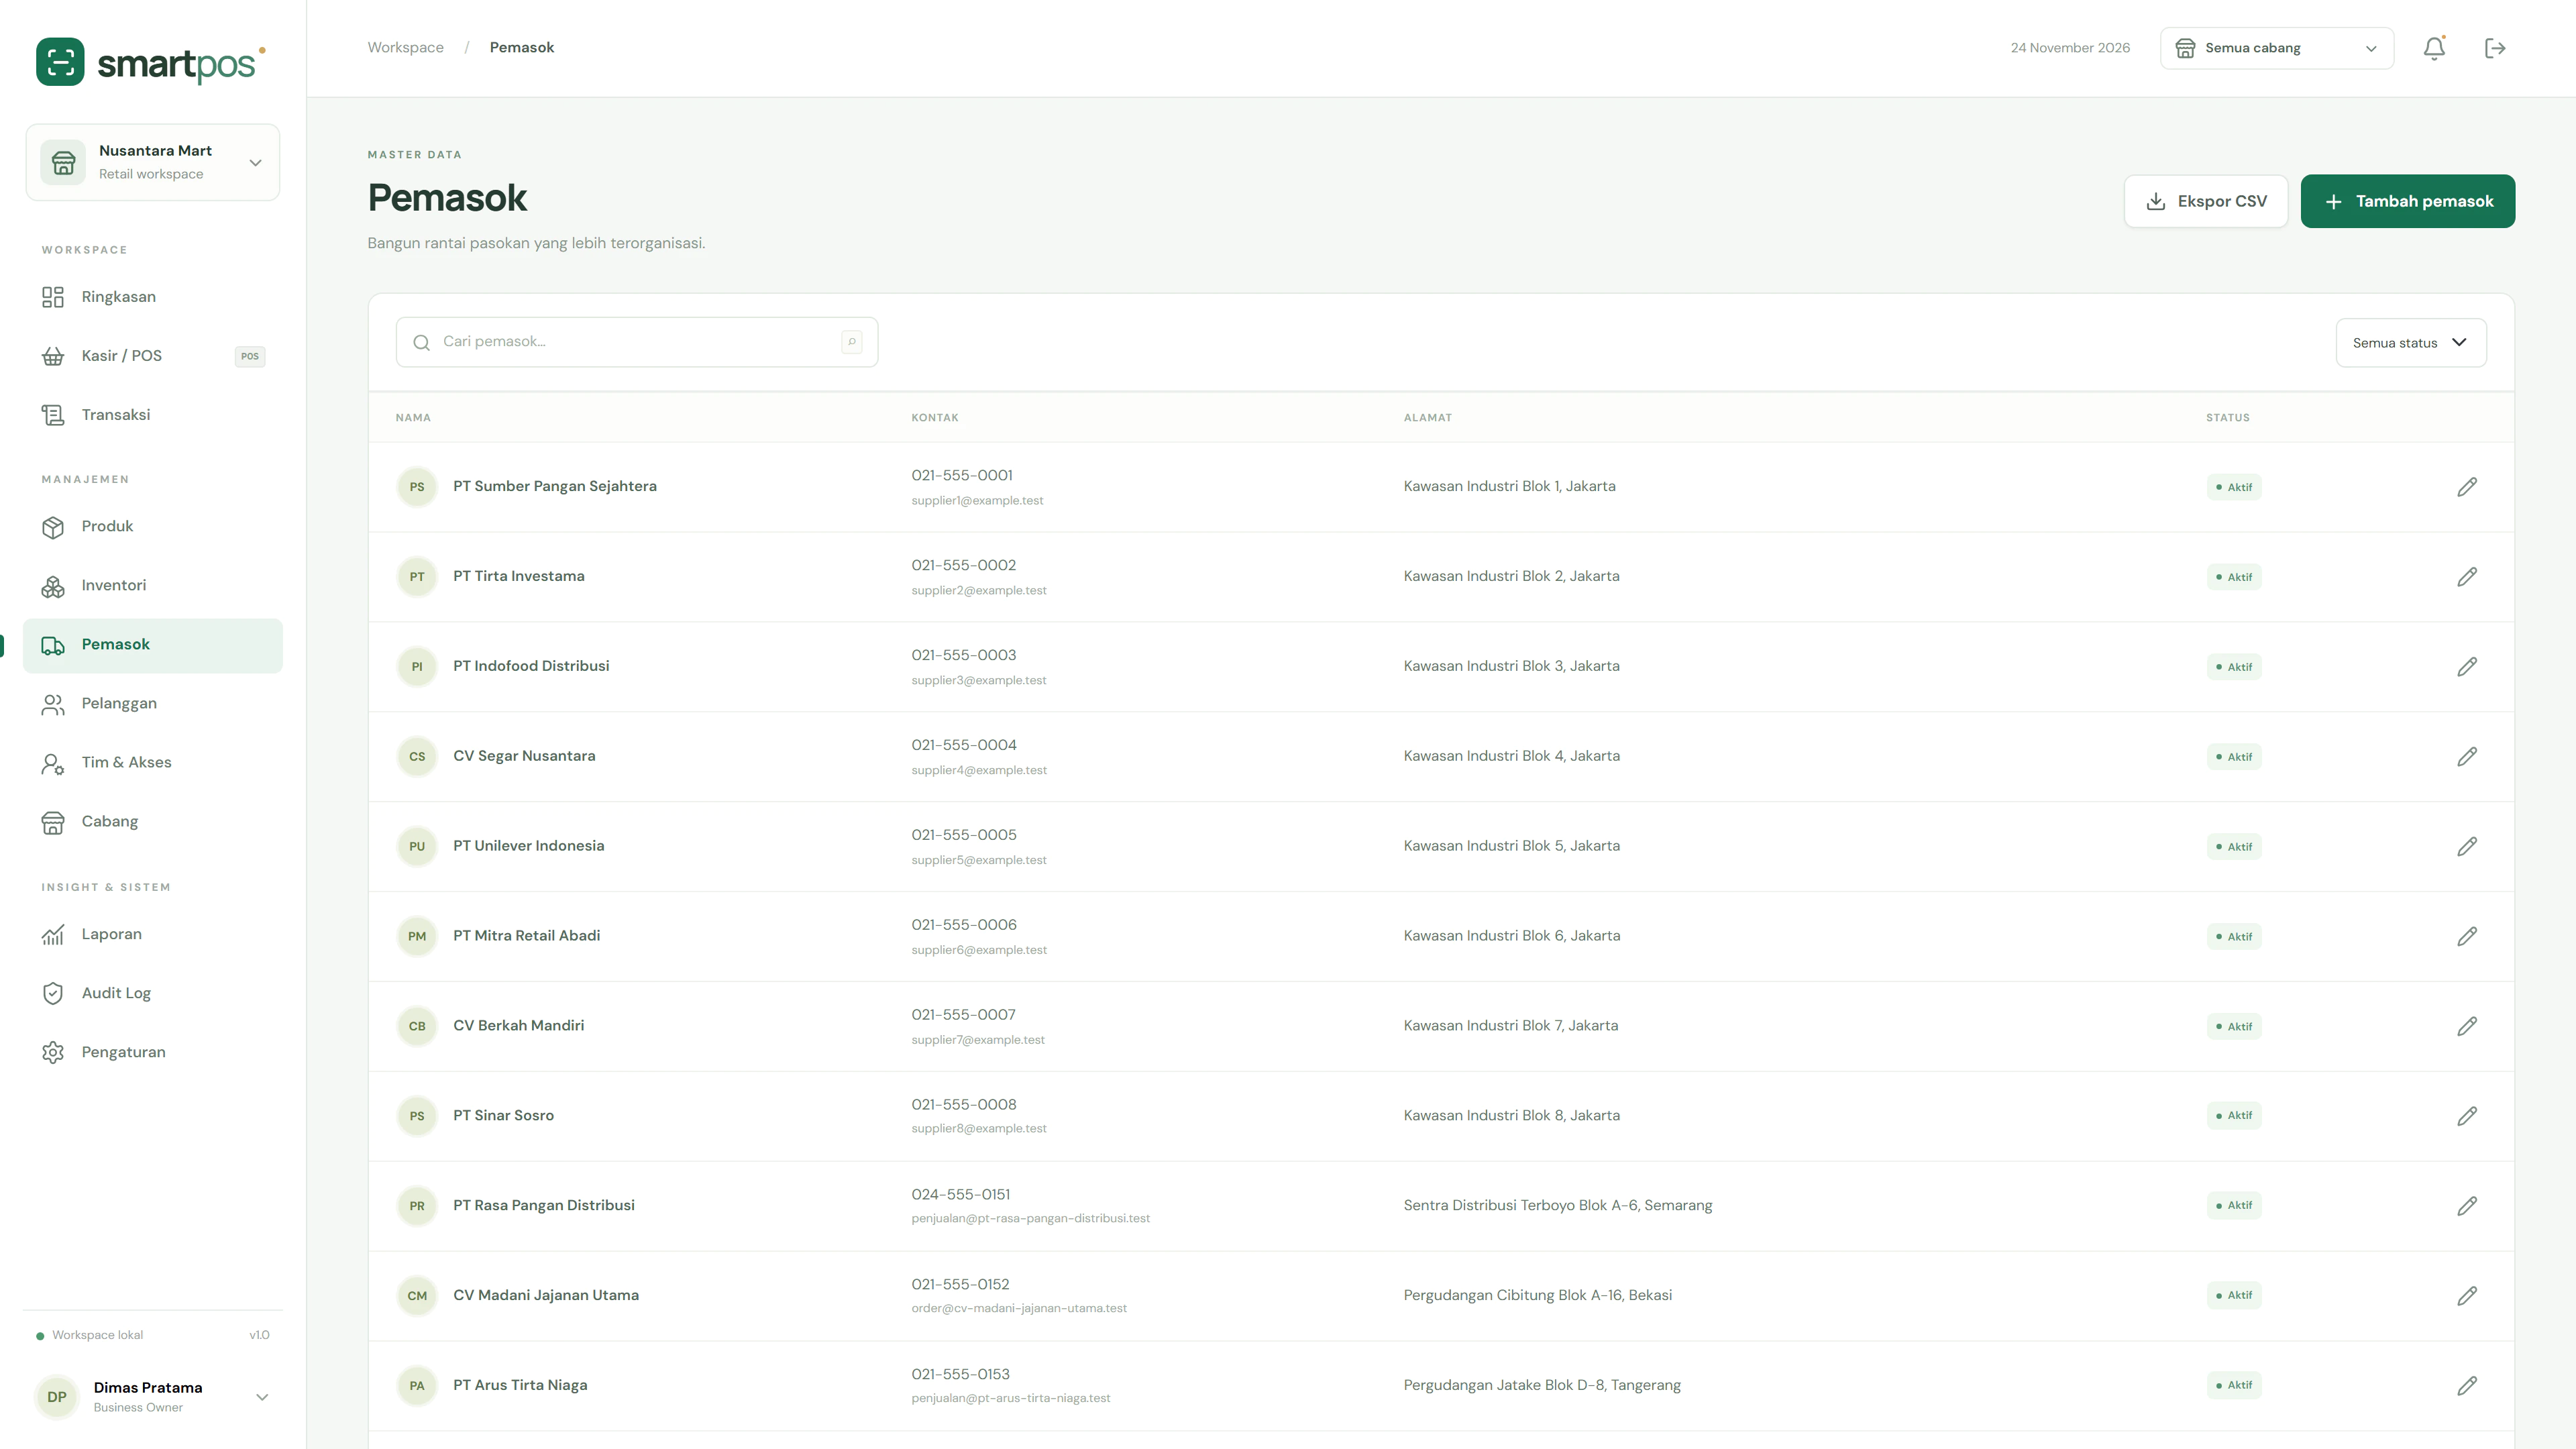 smartpos
Nusantara Mart
Retail workspace
WORKSPACE
Ringkasan
Kasir / POS
POS
Transaksi
MANAJEMEN
Produk
Inventori
Pemasok
Pelanggan
Tim & Akses
Cabang
INSIGHT & SISTEM
Laporan
Audit Log
Pengaturan
Workspace lokal
v1.0
DP
Dimas Pratama
Business Owner
Workspace / Pemasok
24 November 2026
Semua cabang
MASTER DATA
Pemasok
Bangun rantai pasokan yang lebih terorganisasi.
Ekspor CSV
Tambah pemasok
Cari pemasok...
Semua status
NAMA KONTAK ALAMAT STATUS
PS PT Sumber Pangan Sejahtera 021-555-0001 Kawasan Industri Blok 1, Jakarta Aktif
supplier1@example.test
PT PT Tirta Investama 021-555-0002 Kawasan Industri Blok 2, Jakarta Aktif
supplier2@example.test
PI PT Indofood Distribusi 021-555-0003 Kawasan Industri Blok 3, Jakarta Aktif
supplier3@example.test
CS CV Segar Nusantara 021-555-0004 Kawasan Industri Blok 4, Jakarta Aktif
supplier4@example.test
PU PT Unilever Indonesia 021-555-0005 Kawasan Industri Blok 5, Jakarta Aktif
supplier5@example.test
PM PT Mitra Retail Abadi 021-555-0006 Kawasan Industri Blok 6, Jakarta Aktif
supplier6@example.test
CB CV Berkah Mandiri 021-555-0007 Kawasan Industri Blok 7, Jakarta Aktif
supplier7@example.test
PS PT Sinar Sosro 021-555-0008 Kawasan Industri Blok 8, Jakarta Aktif
supplier8@example.test
PR PT Rasa Pangan Distribusi 024-555-0151 Sentra Distribusi Terboyo Blok A-6, Semarang Aktif
penjualan@pt-rasa-pangan-distribusi.test
CM CV Madani Jajanan Utama 021-555-0152 Pergudangan Cibitung Blok A-16, Bekasi Aktif
order@cv-madani-jajanan-utama.test
PA PT Arus Tirta Niaga 021-555-0153 Pergudangan Jatake Blok D-8, Tangerang Aktif
penjualan@pt-arus-tirta-niaga.test